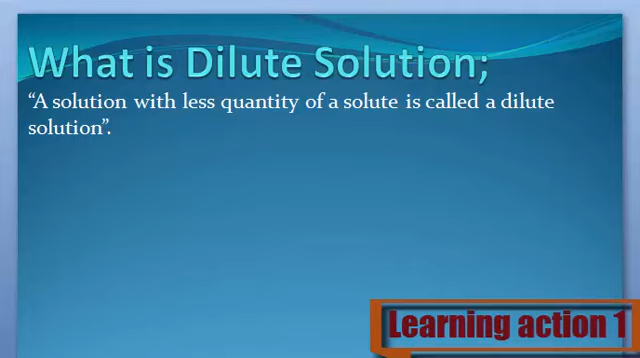 What is Dilute Solution;
“A solution with less quantity of a solute is called a dilute
solution”.
Learning action 1